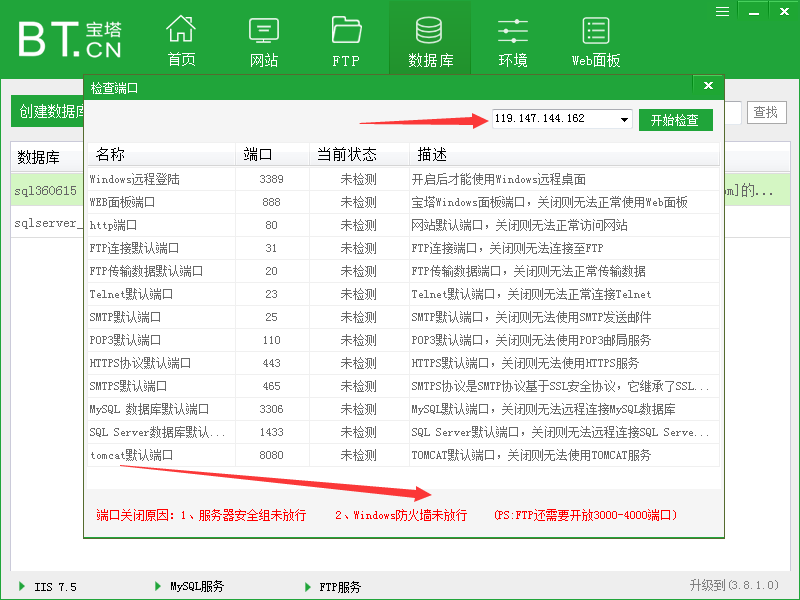 BT.CN 宝塔
首页
网站
FTP
数据库
环境
Web面板
检查端口
创建数据库
119.147.144.162
开始检查
查找
数据库
名称 端口 当前状态 描述
sql360615
om]的...
sqlserver_
Windows远程登陆 3389 未检测 开启后才能使用Windows远程桌面
WEB面板端口 888 未检测 宝塔Windows面板端口，关闭则无法正常使用Web面板
http端口 80 未检测 网站默认端口，关闭则无法正常访问网站
FTP连接默认端口 31 未检测 FTP连接端口，关闭则无法连接至FTP
FTP传输数据默认端口 20 未检测 FTP传输数据端口，关闭则无法正常传输数据
Telnet默认端口 23 未检测 Telnet默认端口，关闭则无法正常连接Telnet
SMTP默认端口 25 未检测 SMTP默认端口，关闭则无法使用SMTP发送邮件
POP3默认端口 110 未检测 POP3默认端口，关闭则无法使用POP3邮局服务
HTTPS协议默认端口 443 未检测 HTTPS默认端口，关闭则无法使用HTTPS服务
SMTPS默认端口 465 未检测 SMTPS协议是SMTP协议基于SSL安全协议，它继承了SSL...
MySQL 数据库默认端口 3306 未检测 MySQL默认端口，关闭则无法远程连接MySQL数据库
SQL Server数据库默认... 1433 未检测 SQL Server默认端口，关闭则无法远程连接SQL Serve...
tomcat默认端口 8080 未检测 TOMCAT默认端口，关闭则无法使用TOMCAT服务
端口关闭原因：1、服务器安全组未放行 2、Windows防火墙未放行 (PS:FTP还需要开放3000-4000端口)
IIS 7.5 MySQL服务 FTP服务 升级到(3.8.1.0)